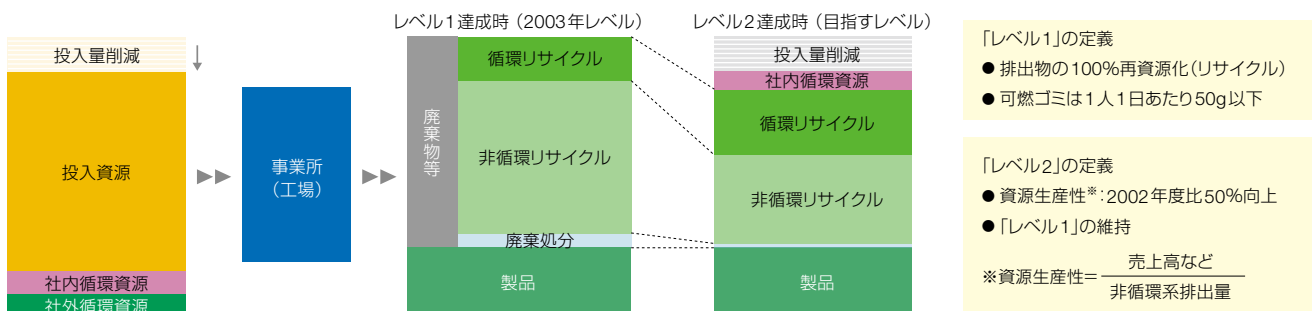 投入量削減
投入資源
社内循環資源
社外循環資源
事業所
（工場）
レベル1達成時（2003年レベル）
廃棄物等
循環リサイクル
非循環リサイクル
廃棄処分
製品
レベル2達成時（目指すレベル）
投入量削減
社内循環資源
循環リサイクル
非循環リサイクル
製品
「レベル1」の定義
● 排出物の100％再資源化（リサイクル）
● 可燃ゴミは1人1日あたり50g以下
「レベル2」の定義
● 資源生産性※：2002年度比50％向上
● 「レベル1」の維持
※資源生産性＝
売上高など
非循環系排出量